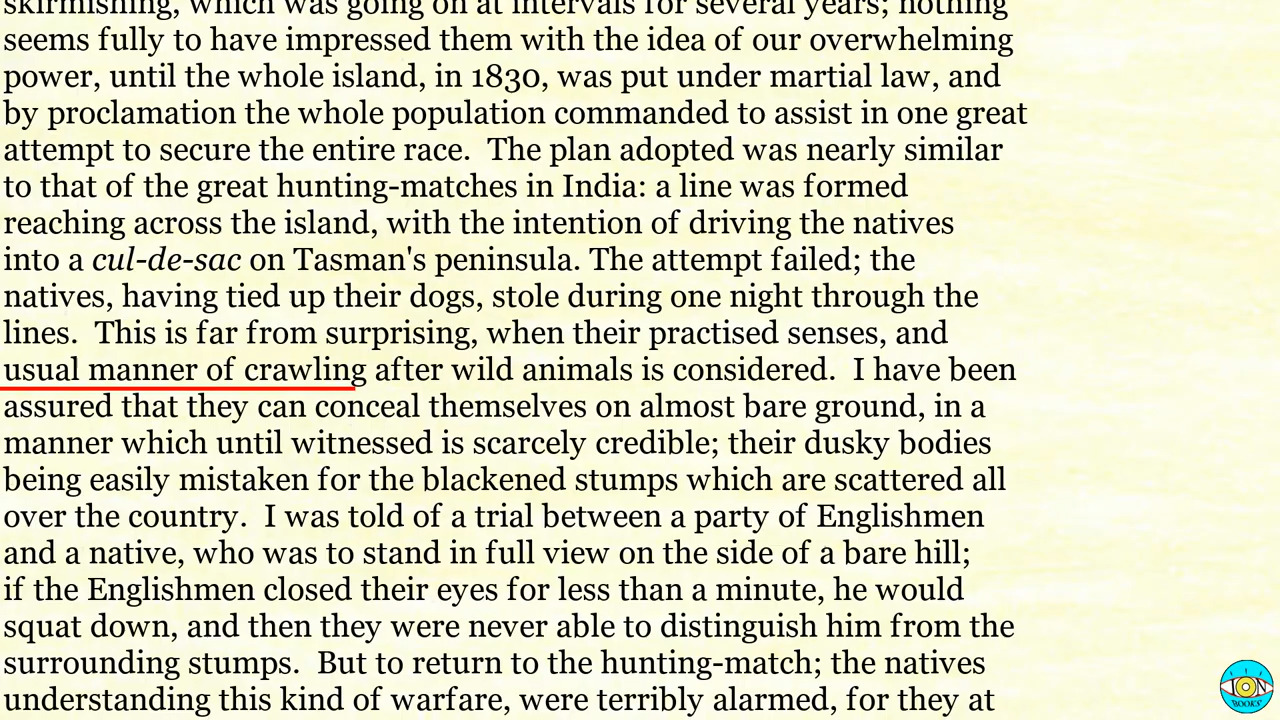 skirmishing, which was going on at intervals for several years; nothing
seems fully to have impressed them with the idea of our overwhelming
power, until the whole island, in 1830, was put under martial law, and
by proclamation the whole population commanded to assist in one great
attempt to secure the entire race.  The plan adopted was nearly similar
to that of the great hunting-matches in India: a line was formed
reaching across the island, with the intention of driving the natives
into a cul-de-sac on Tasman's peninsula. The attempt failed; the
natives, having tied up their dogs, stole during one night through the
lines.  This is far from surprising, when their practised senses, and
usual manner of crawling after wild animals is considered.  I have been
assured that they can conceal themselves on almost bare ground, in a
manner which until witnessed is scarcely credible; their dusky bodies
being easily mistaken for the blackened stumps which are scattered all
over the country.  I was told of a trial between a party of Englishmen
and a native, who was to stand in full view on the side of a bare hill;
if the Englishmen closed their eyes for less than a minute, he would
squat down, and then they were never able to distinguish him from the
surrounding stumps.  But to return to the hunting-match; the natives
understanding this kind of warfare, were terribly alarmed, for they at
ION
BOOKS